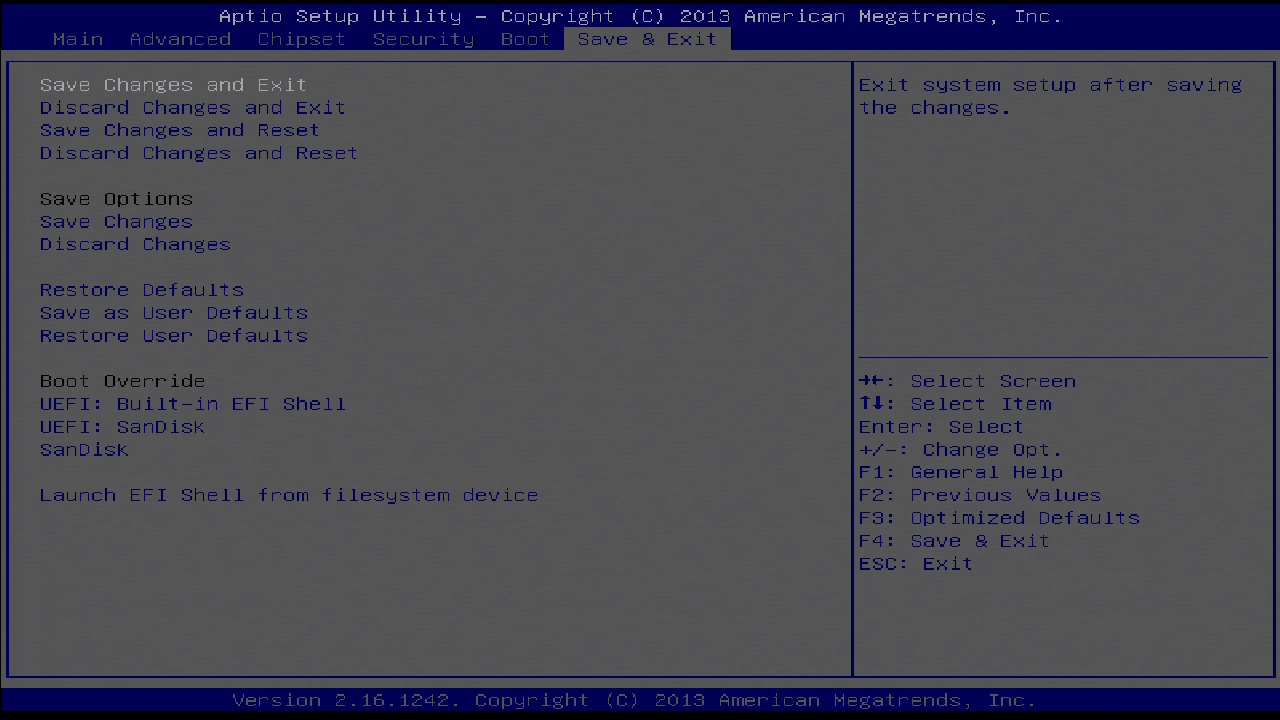 Aptio Setup Utility – Copyright (C) 2013 American Megatrends, Inc.
Main Advanced Chipset Security Boot Save & Exit
Save Changes and Exit
Discard Changes and Exit
Save Changes and Reset
Discard Changes and Reset
Save Options
Save Changes
Discard Changes
Restore Defaults
Save as User Defaults
Restore User Defaults
Boot Override
UEFI: Built-in EFI Shell
UEFI: SanDisk
SanDisk
Launch EFI Shell from filesystem device
Exit system setup after saving
the changes.
→←: Select Screen
↑↓: Select Item
Enter: Select
+/-: Change Opt.
F1: General Help
F2: Previous Values
F3: Optimized Defaults
F4: Save & Exit
ESC: Exit
Version 2.16.1242. Copyright (C) 2013 American Megatrends, Inc.